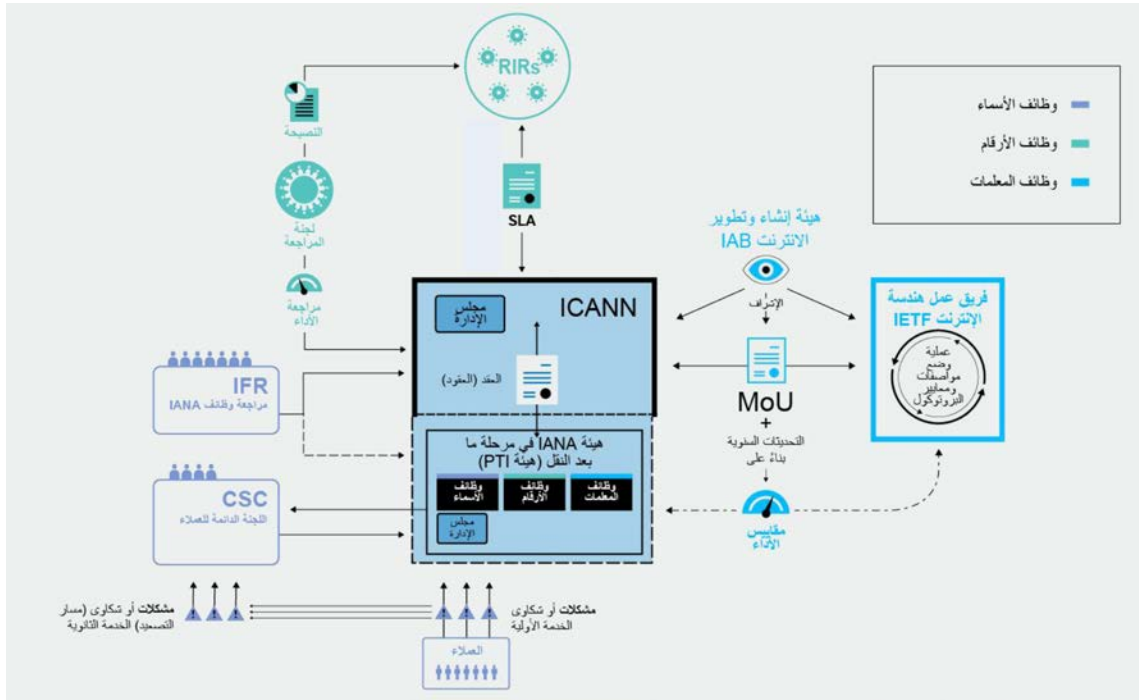 RIRs
النصيحة
لجنة
المراجعة
مراجعة
الأداء
SLA
وظائف الأسماء
وظائف الأرقام
وظائف المعلمات
هيئة إنشاء وتطوير
الانترنت IAB
الإشراف
فريق عمل هندسة
الإنترنت IETF
عملية
وضع
مواصفات
ومعايير
البروتوكول
MoU
+
التحديثات السنوية
بناءً على
مقاييس
الأداء
ICANN
مجلس
الإدارة
العقد (العقود)
هيئة IANA في مرحلة ما
بعد النقل (هيئة PTI)
وظائف
الأسماء
وظائف
الأرقام
وظائف
المعلمات
مجلس
الإدارة
IFR
مراجعة وظائف IANA
CSC
اللجنة الدائمة للعملاء
مشكلات أو شكاوى
الخدمة الأولية
مشكلات أو شكاوى (مسار
التصعيد) الخدمة الثانوية
العملاء